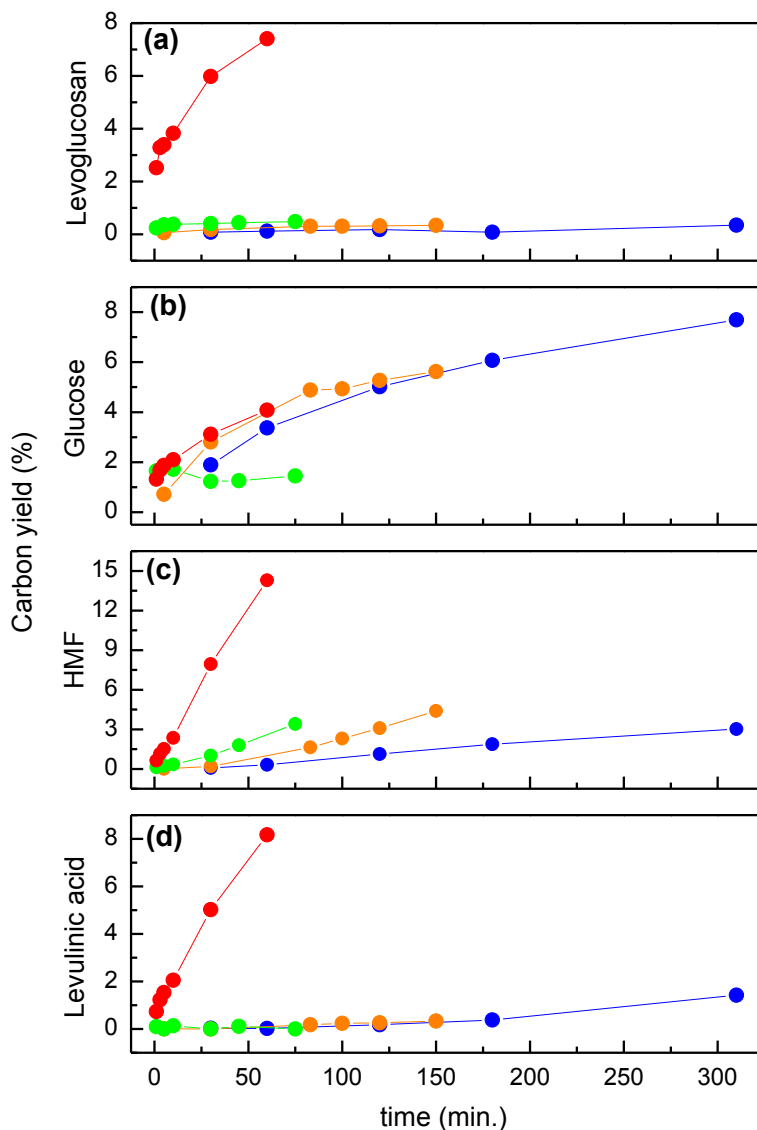 Carbon yield (%)
(a)
Levoglucosan
8
6
4
2
0
(b)
Glucose
8
6
4
2
0
(c)
HMF
15
12
9
6
3
0
(d)
Levulinic acid
8
6
4
2
0
0 50 100 150 200 250 300
time (min.)